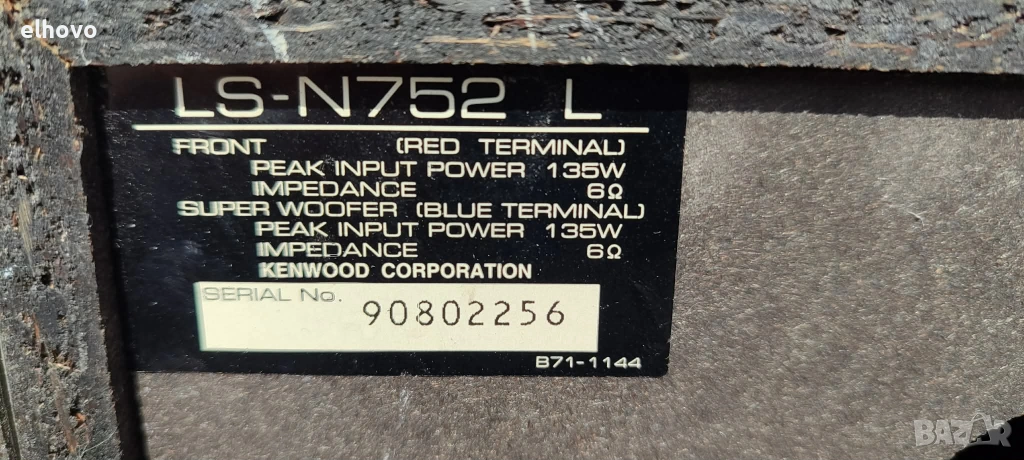 elhovo
LS-N752 L
FRONT (RED TERMINAL)
PEAK INPUT POWER 135W
IMPEDANCE 6Ω
SUPER WOOFER (BLUE TERMINAL)
PEAK INPUT POWER 135W
IMPEDANCE 6Ω
KENWOOD CORPORATION
SERIAL No.
90802256
B71-1144
BAZAR